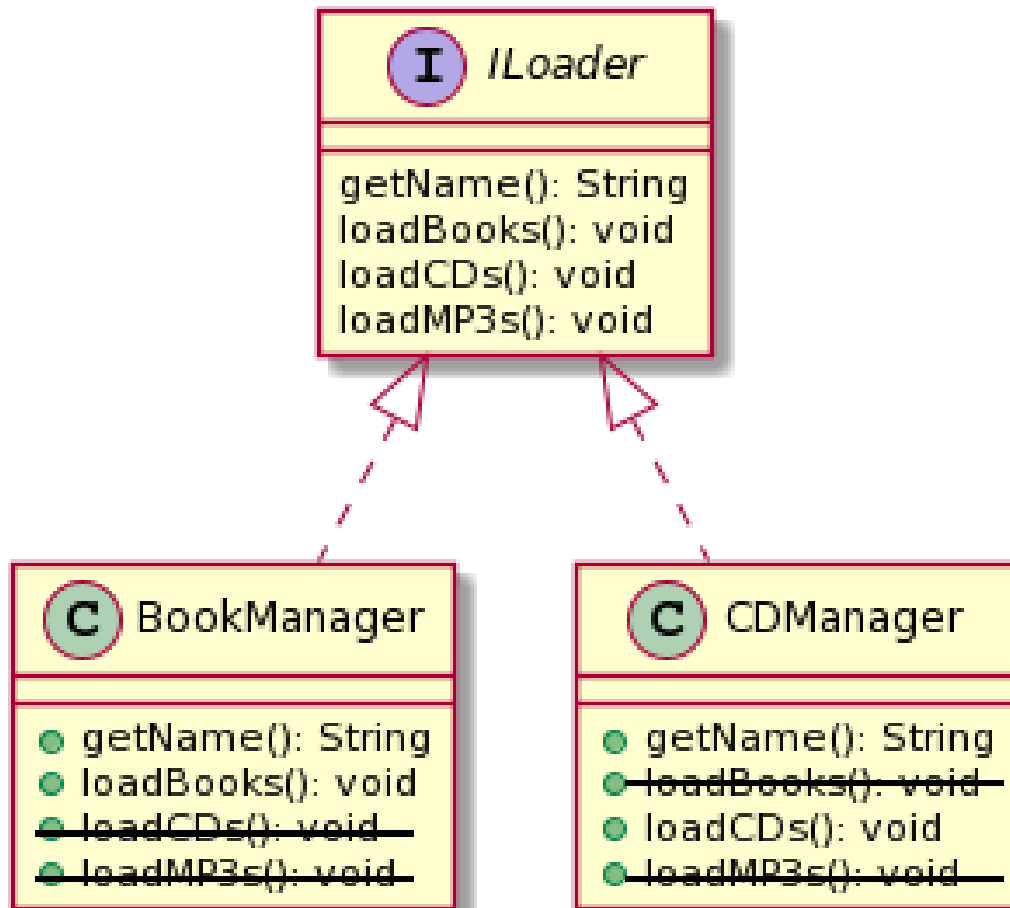 I ILoader
getName(): String
loadBooks(): void
loadCDs(): void
loadMP3s(): void
C BookManager
getName(): String
loadBooks(): void
loadCDs(): void
loadMP3s(): void
C CDManager
getName(): String
loadBooks(): void
loadCDs(): void
loadMP3s(): void